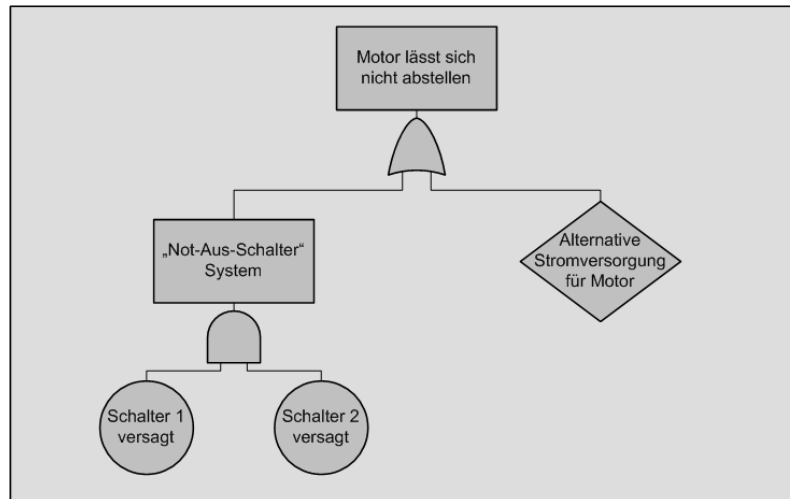 Motor lässt sich
nicht abstellen
„Not-Aus-Schalter“
System
Alternative
Stromversorgung
für Motor
Schalter 1
versagt
Schalter 2
versagt